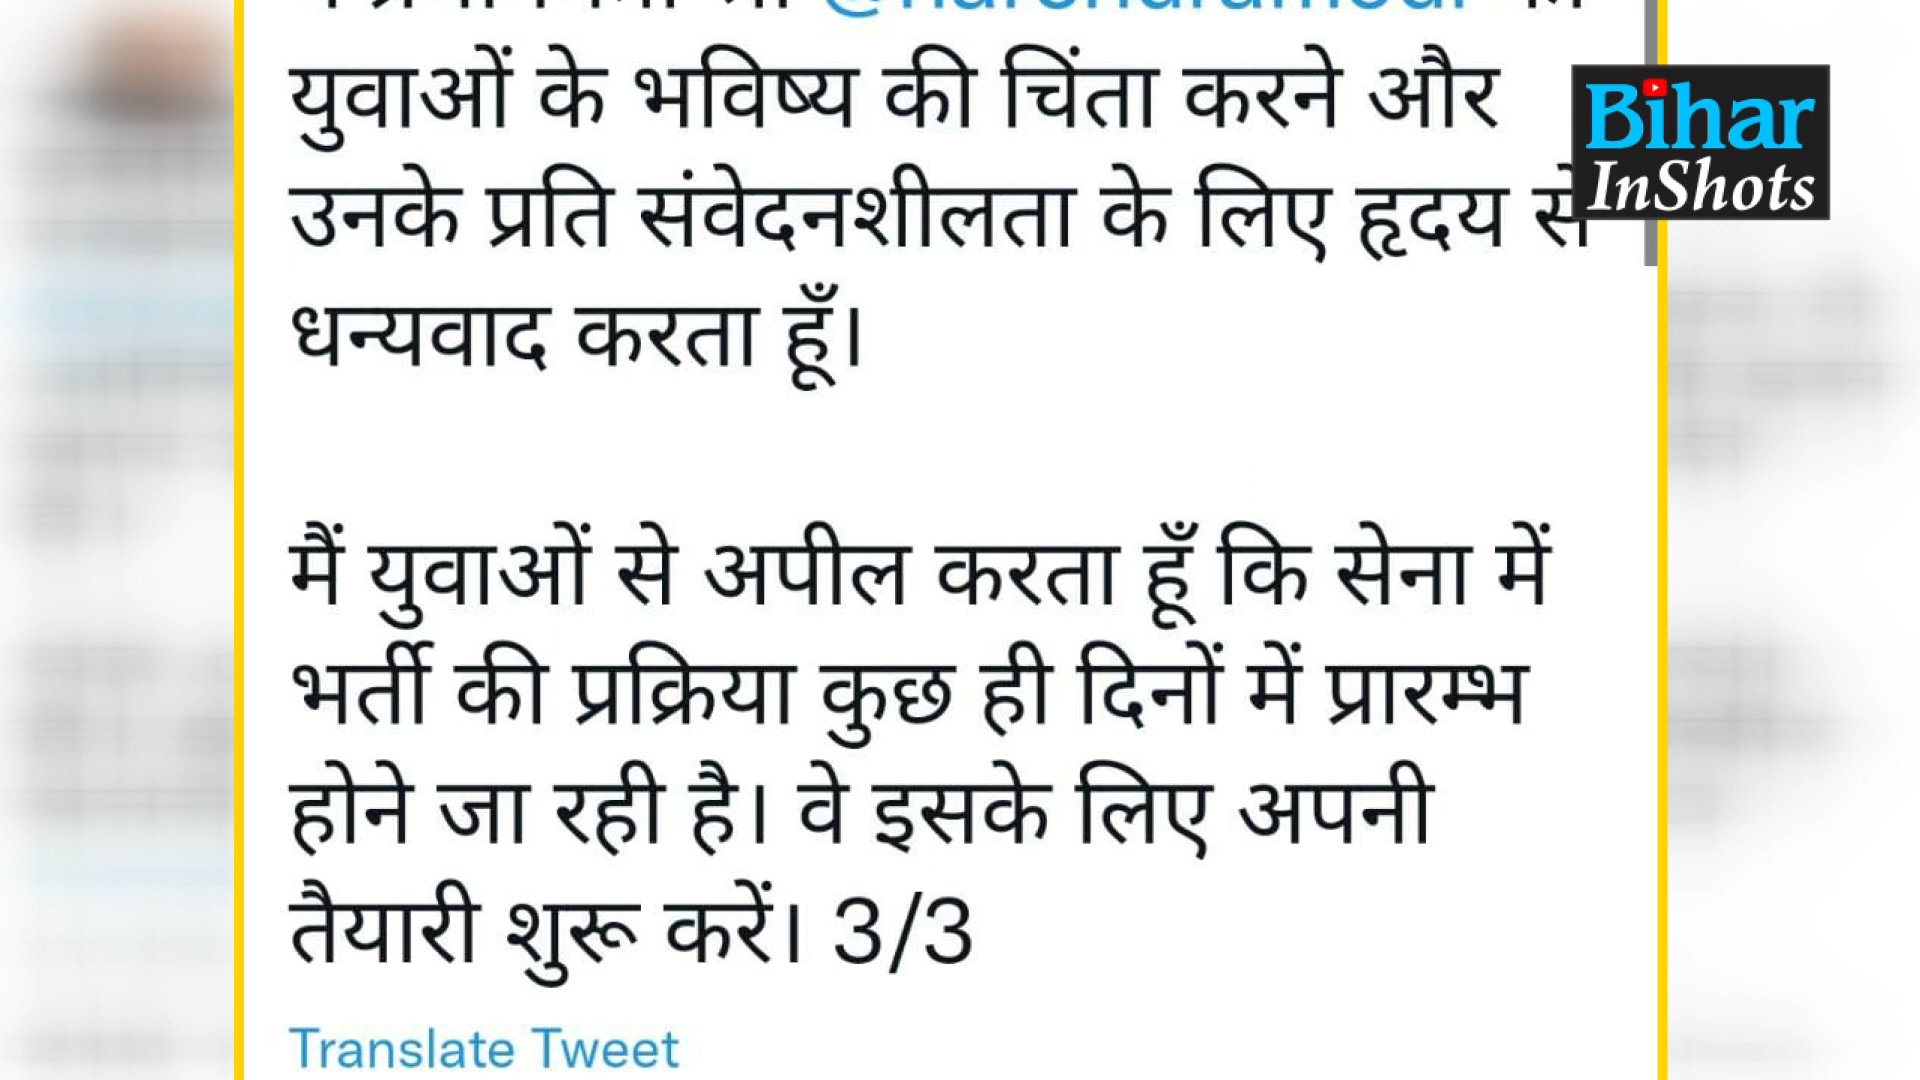 @narendramodi
युवाओं के भविष्य की चिंता करने और
उनके प्रति संवेदनशीलता के लिए हृदय से
धन्यवाद करता हूँ।
मैं युवाओं से अपील करता हूँ कि सेना में
भर्ती की प्रक्रिया कुछ ही दिनों में प्रारम्भ
होने जा रही है। वे इसके लिए अपनी
तैयारी शुरू करें। 3/3
Translate Tweet
Bihar
InShots